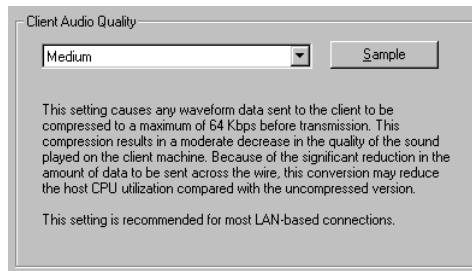 Client Audio Quality
Medium
Sample
This setting causes any waveform data sent to the client to be
compressed to a maximum of 64 Kbps before transmission. This
compression results in a moderate decrease in the quality of the sound
played on the client machine. Because of the significant reduction in the
amount of data to be sent across the wire, this conversion may reduce
the host CPU utilization compared with the uncompressed version.
This setting is recommended for most LAN-based connections.